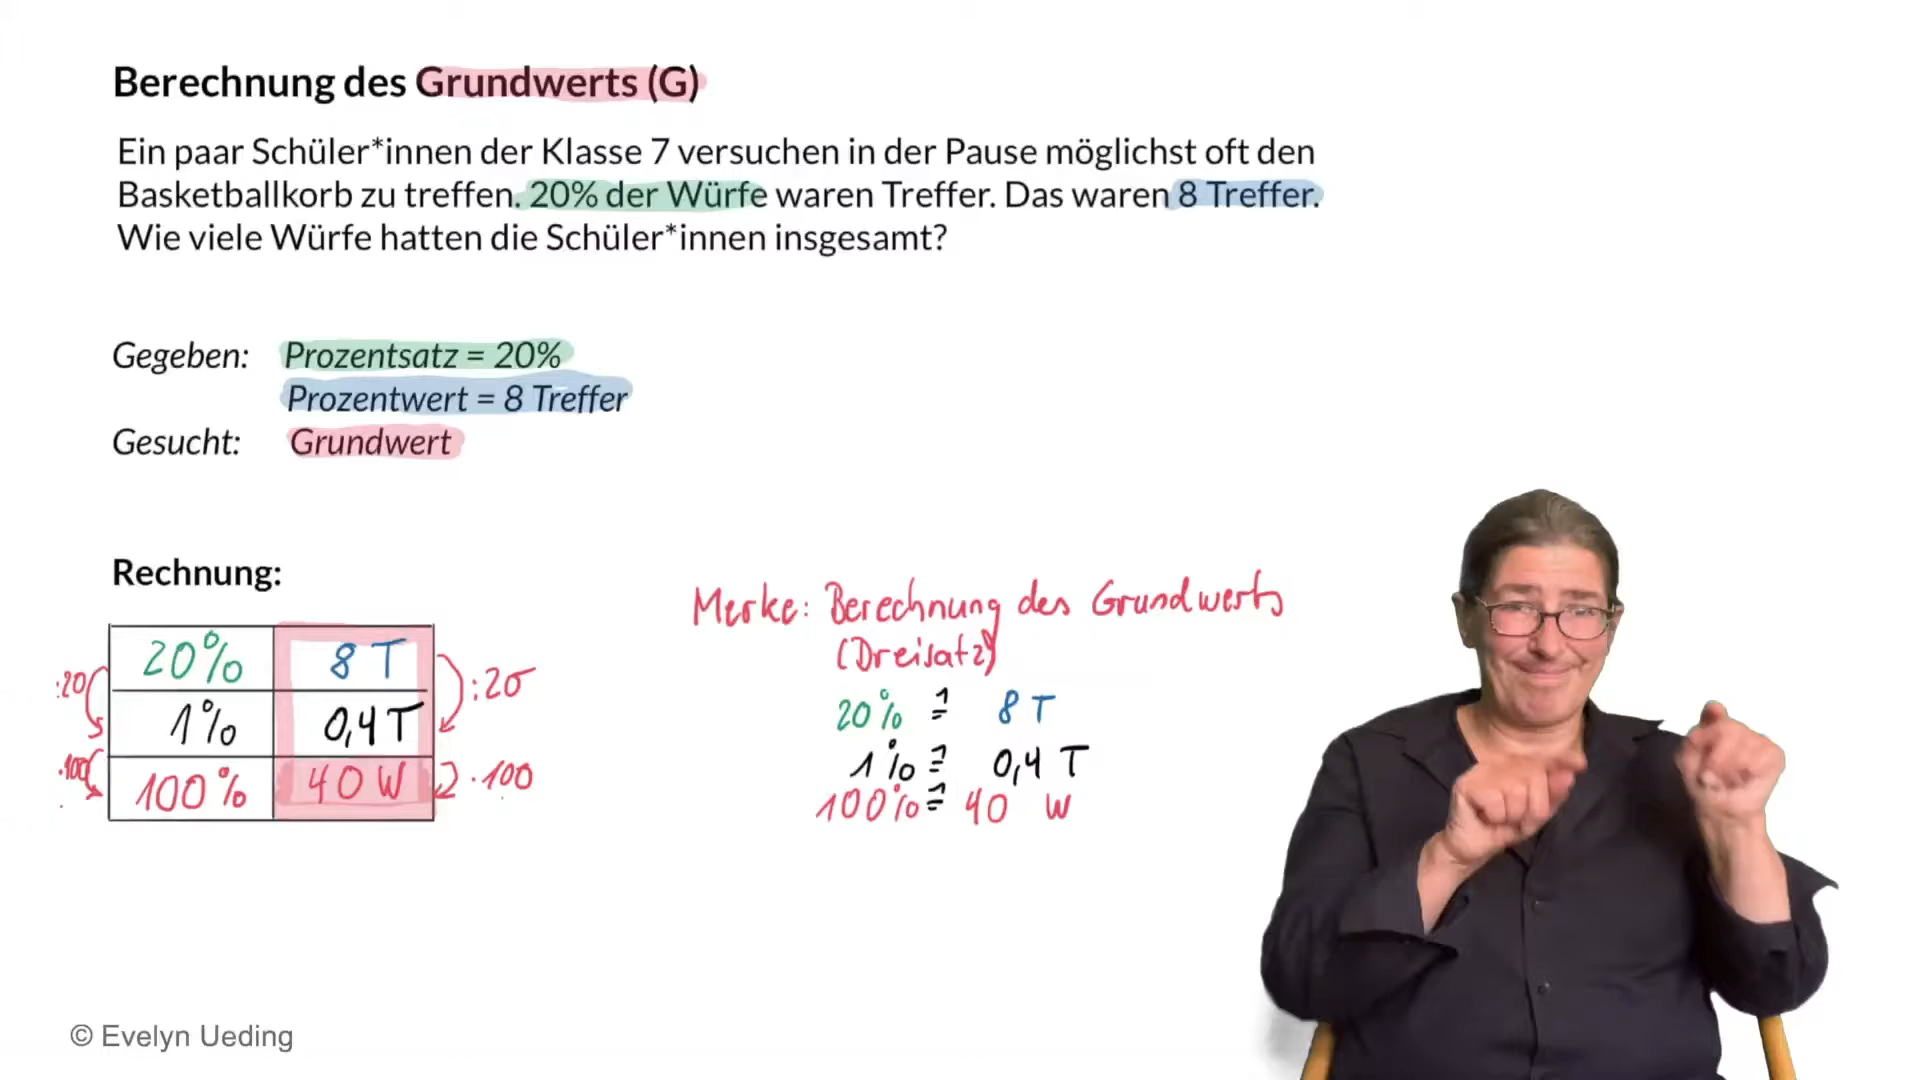 Berechnung des Grundwerts (G)
Ein paar Schüler*innen der Klasse 7 versuchen in der Pause möglichst oft den
Basketballkorb zu treffen. 20% der Würfe waren Treffer. Das waren 8 Treffer.
Wie viele Würfe hatten die Schüler*innen insgesamt?
Gegeben: Prozentsatz = 20%
Prozentwert = 8 Treffer
Gesucht: Grundwert
Rechnung:
:20 20% 8 T :20
1% 0,4 T
·100 100% 40 W ·100
Merke: Berechnung des Grundwerts
(Dreisatz)
20% ≙ 8 T
1% ≙ 0,4 T
100% ≙ 40 W
© Evelyn Ueding